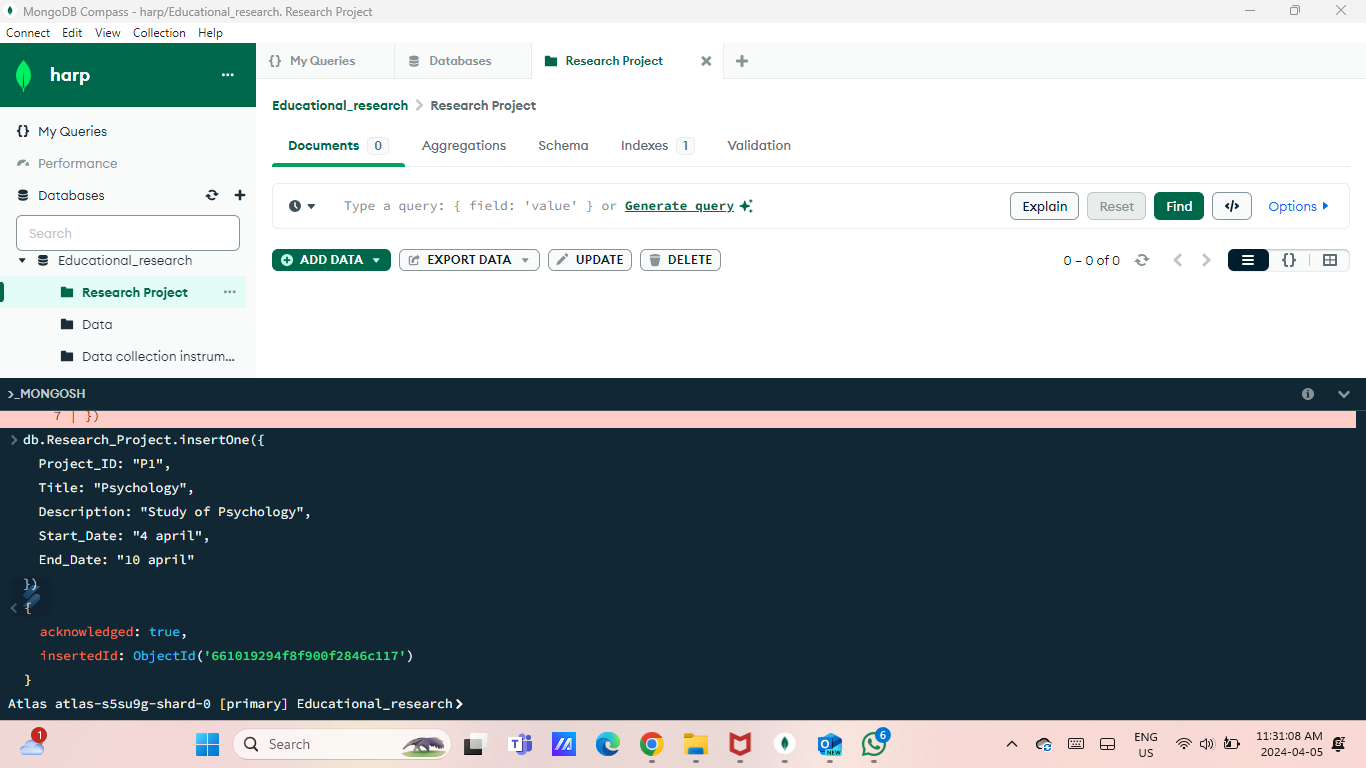 MongoDB Compass - harp/Educational_research. Research Project
Connect Edit View Collection Help
harp
My Queries
Performance
Databases
Search
Educational_research
Research Project
Data
Data collection instrum...
{} My Queries
Databases
Research Project
Educational_research > Research Project
Documents 0
Aggregations
Schema
Indexes 1
Validation
Type a query: { field: 'value' } or Generate query
Explain
Reset
Find
</>
Options
ADD DATA
EXPORT DATA
UPDATE
DELETE
0 – 0 of 0
{}
>_MONGOSH
7 | })
> db.Research_Project.insertOne({
Project_ID: "P1",
Title: "Psychology",
Description: "Study of Psychology",
Start_Date: "4 april",
End_Date: "10 april"
})
< {
acknowledged: true,
insertedId: ObjectId('661019294f8f900f2846c117')
}
Atlas atlas-s5su9g-shard-0 [primary] Educational_research>
1
Search
6
ENG
US
11:31:08 AM
2024-04-05